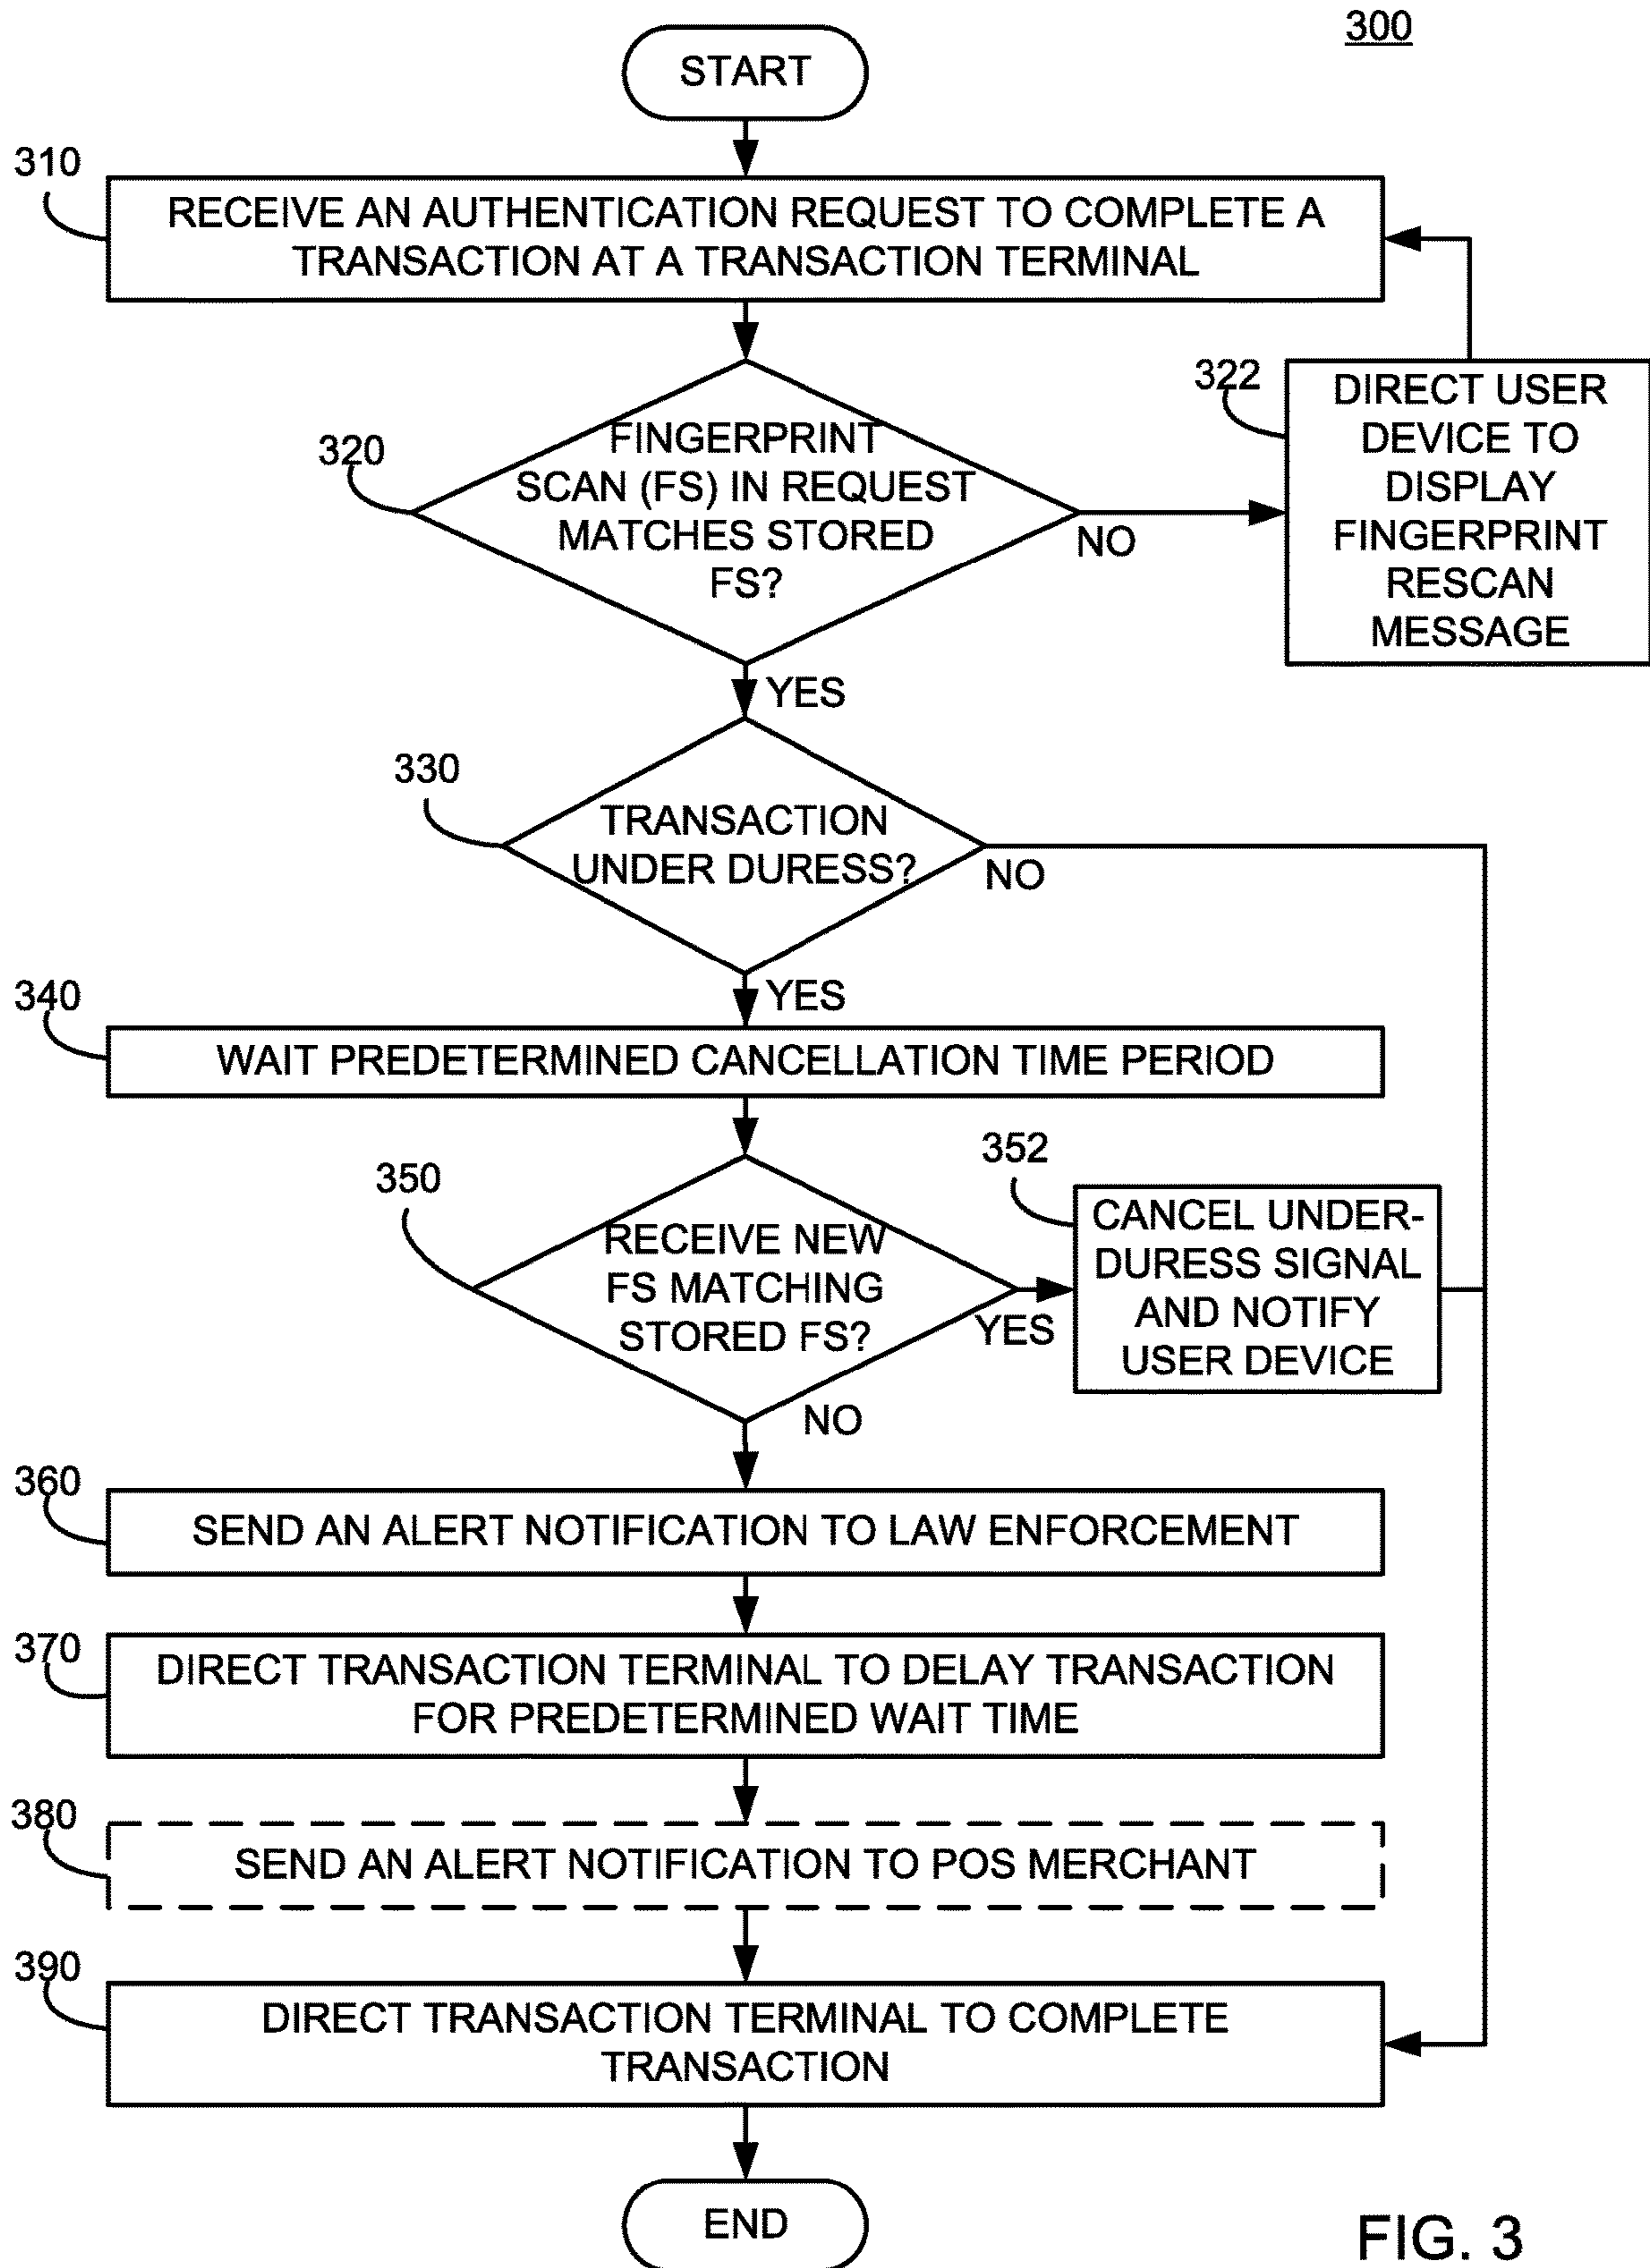 300
START
310
RECEIVE AN AUTHENTICATION REQUEST TO COMPLETE A
TRANSACTION AT A TRANSACTION TERMINAL
320
FINGERPRINT
SCAN (FS) IN REQUEST
MATCHES STORED
FS?
NO
322
DIRECT USER
DEVICE TO
DISPLAY
FINGERPRINT
RESCAN
MESSAGE
YES
330
TRANSACTION
UNDER DURESS?
NO
YES
340
WAIT PREDETERMINED CANCELLATION TIME PERIOD
350
RECEIVE NEW
FS MATCHING
STORED FS?
YES
352
CANCEL UNDER-
DURESS SIGNAL
AND NOTIFY
USER DEVICE
NO
360
SEND AN ALERT NOTIFICATION TO LAW ENFORCEMENT
370
DIRECT TRANSACTION TERMINAL TO DELAY TRANSACTION
FOR PREDETERMINED WAIT TIME
380
SEND AN ALERT NOTIFICATION TO POS MERCHANT
390
DIRECT TRANSACTION TERMINAL TO COMPLETE
TRANSACTION
END
FIG. 3